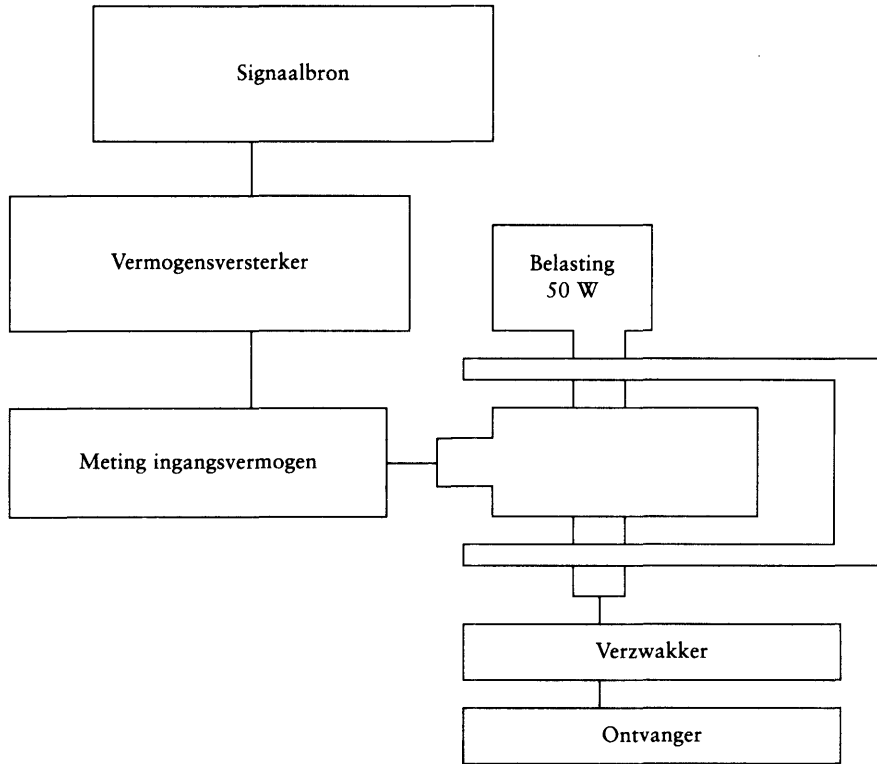 Signaalbron
Vermogensversterker
Belasting
50 W
Meting ingangsvermogen
Verzwakker
Ontvanger